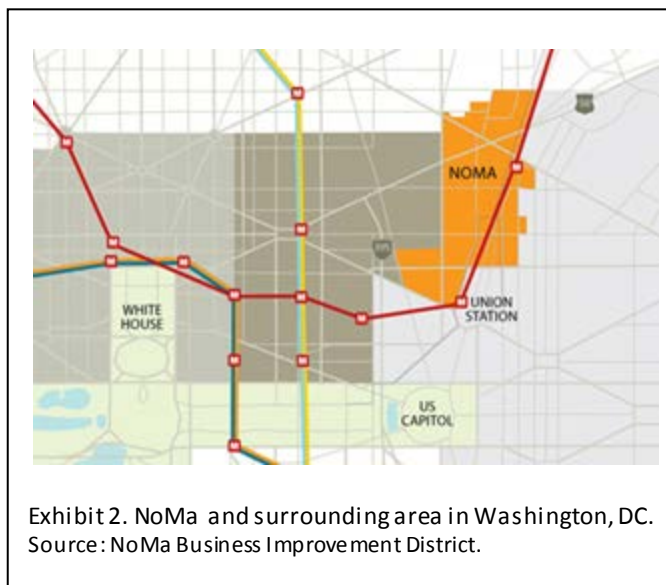 NOMA
395
WHITE
HOUSE
UNION
STATION
US
CAPITOL
Exhibit 2. NoMa and surrounding area in Washington, DC.
Source: NoMa Business Improvement District.